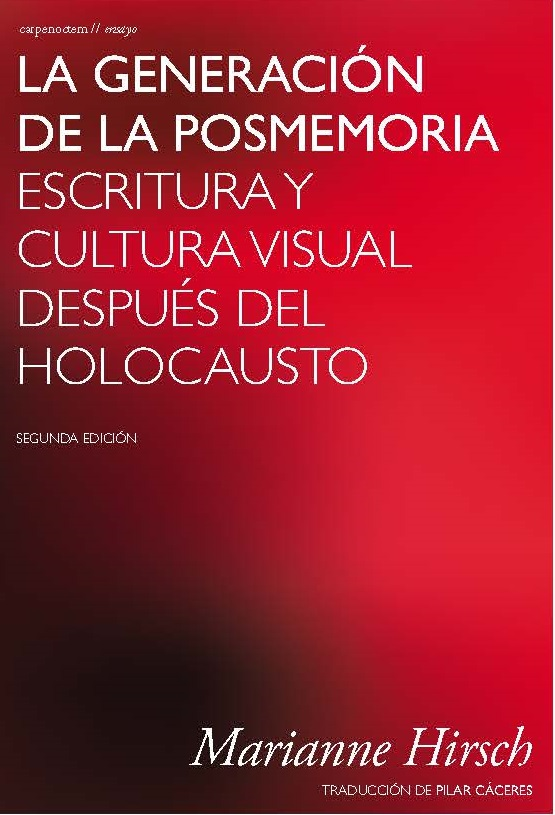 carpenoctem // ensayo
LA GENERACIÓN
DE LA POSMEMORIA
ESCRITURA Y
CULTURA VISUAL
DESPUÉS DEL
HOLOCAUSTO
SEGUNDA EDICIÓN
Marianne Hirsch
TRADUCCIÓN DE PILAR CÁCERES